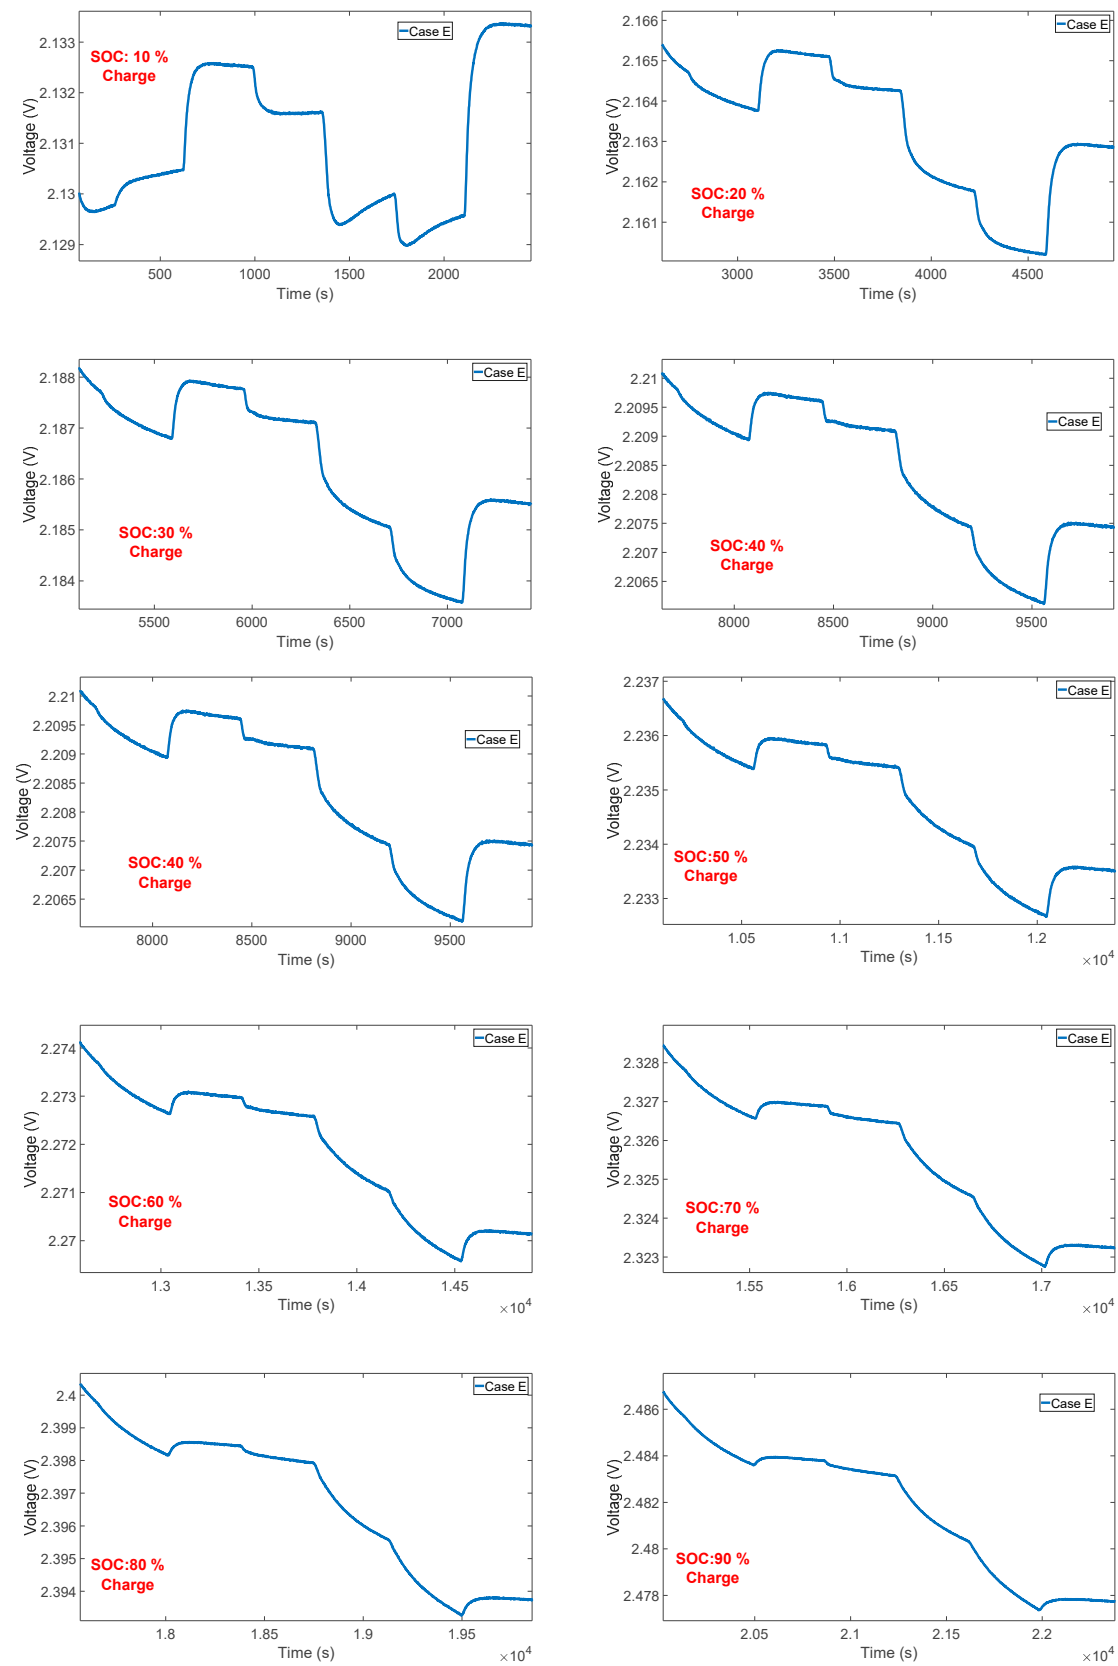 Case E
SOC: 10 %
Charge
Voltage (V)
2.133
2.132
2.131
2.13
2.129
500
1000
1500
2000
Time (s)
Case E
SOC:20 %
Charge
Voltage (V)
2.166
2.165
2.164
2.163
2.162
2.161
3000
3500
4000
4500
Time (s)
Case E
SOC:30 %
Charge
Voltage (V)
2.188
2.187
2.186
2.185
2.184
5500
6000
6500
7000
Time (s)
Case E
SOC:40 %
Charge
Voltage (V)
2.21
2.2095
2.209
2.2085
2.208
2.2075
2.207
2.2065
8000
8500
9000
9500
Time (s)
Case E
SOC:40 %
Charge
Voltage (V)
2.21
2.2095
2.209
2.2085
2.208
2.2075
2.207
2.2065
8000
8500
9000
9500
Time (s)
Case E
SOC:50 %
Charge
Voltage (V)
2.237
2.236
2.235
2.234
2.233
1.05
1.1
1.15
1.2
Time (s)
×10⁴
Case E
SOC:60 %
Charge
Voltage (V)
2.274
2.273
2.272
2.271
2.27
1.3
1.35
1.4
1.45
Time (s)
×10⁴
Case E
SOC:70 %
Charge
Voltage (V)
2.328
2.327
2.326
2.325
2.324
2.323
1.55
1.6
1.65
1.7
Time (s)
×10⁴
Case E
SOC:80 %
Charge
Voltage (V)
2.4
2.399
2.398
2.397
2.396
2.395
2.394
1.8
1.85
1.9
1.95
Time (s)
×10⁴
Case E
SOC:90 %
Charge
Voltage (V)
2.486
2.484
2.482
2.48
2.478
2.05
2.1
2.15
2.2
Time (s)
×10⁴